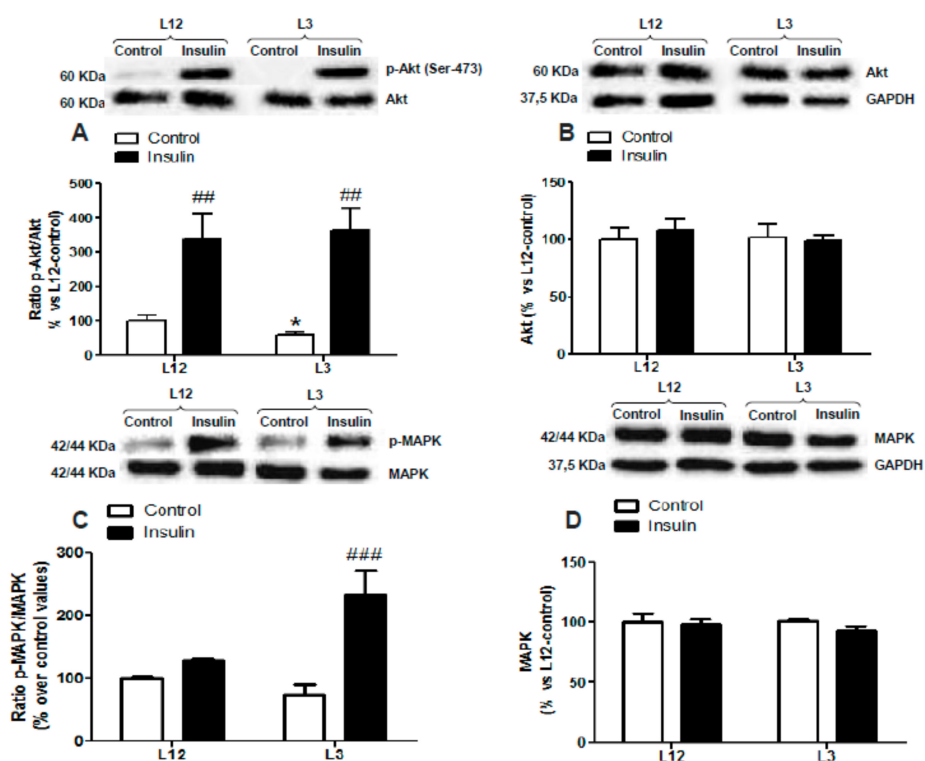 L12 L3
Control Insulin Control Insulin
60 KDa p-Akt (Ser-473)
60 KDa Akt
A
Control
Insulin
Ratio p-Akt/Akt
% vs L12-control)
500
400
300
200
100
0
## ##
*
L12 L3
L12 L3
Control Insulin Control Insulin
60 KDa Akt
37,5 KDa GAPDH
B
Control
Insulin
Akt (% vs L12-control)
150
100
50
0
L12 L3
L12 L3
Control Insulin Control Insulin
42/44 KDa p-MAPK
42/44 KDa MAPK
C
Control
Insulin
Ratio p-MAPK/MAPK
(% over control values)
300
200
100
0
###
L12 L3
L12 L3
Control Insulin Control Insulin
42/44 KDa MAPK
37,5 KDa GAPDH
D
Control
Insulin
MAPK
(% vs L12-control)
150
100
50
0
L12 L3